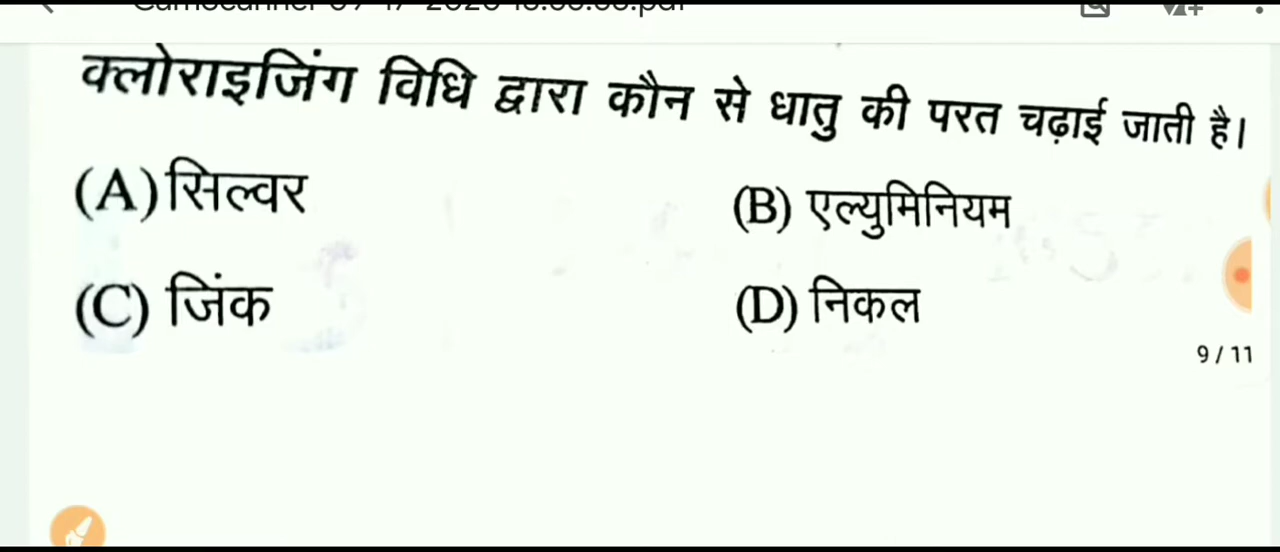 क्लोराइजिंग विधि द्वारा कौन से धातु की परत चढ़ाई जाती है।
(A) सिल्वर
(B) एल्युमिनियम
(C) जिंक
(D) निकल
9 / 11